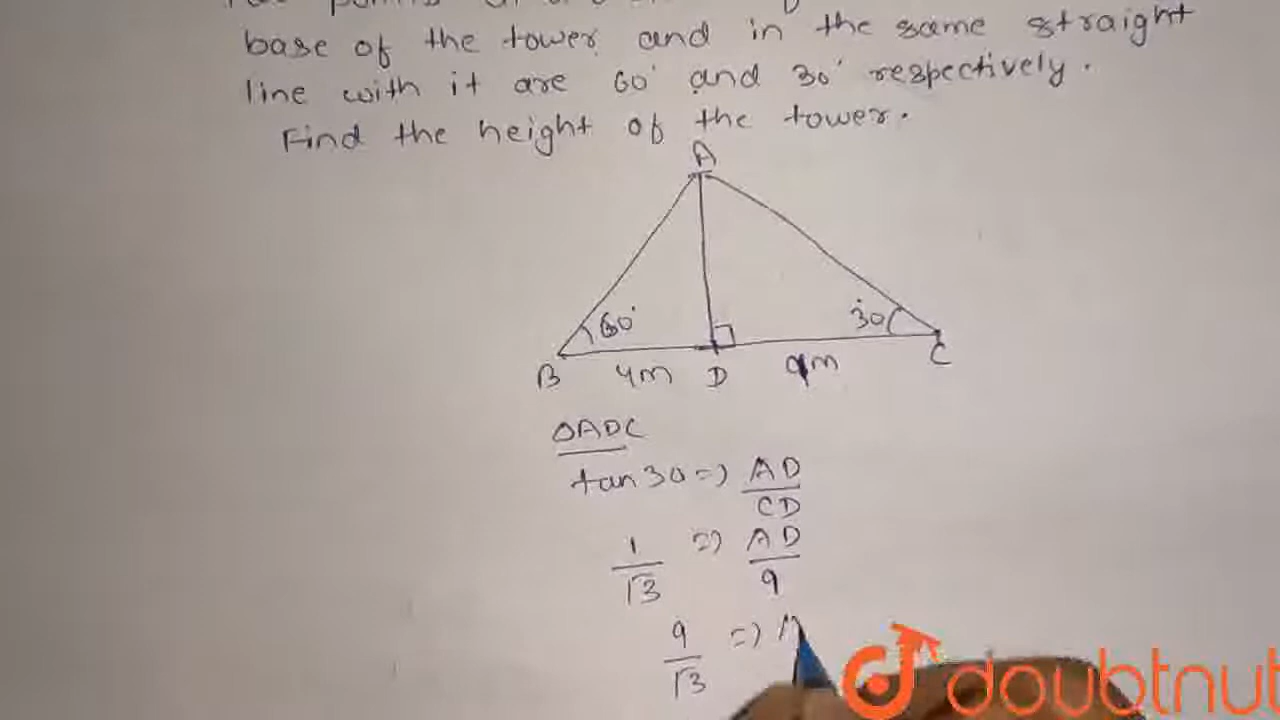 points
base of the tower and in the same straight
line with it are 60° and 30° respectively.
Find the height of the tower.
A
60°
30
B 4m D 9m C
△ADC
tan 30 => AD/CD
1/√3 => AD/9
9/√3 =>
doubtnut